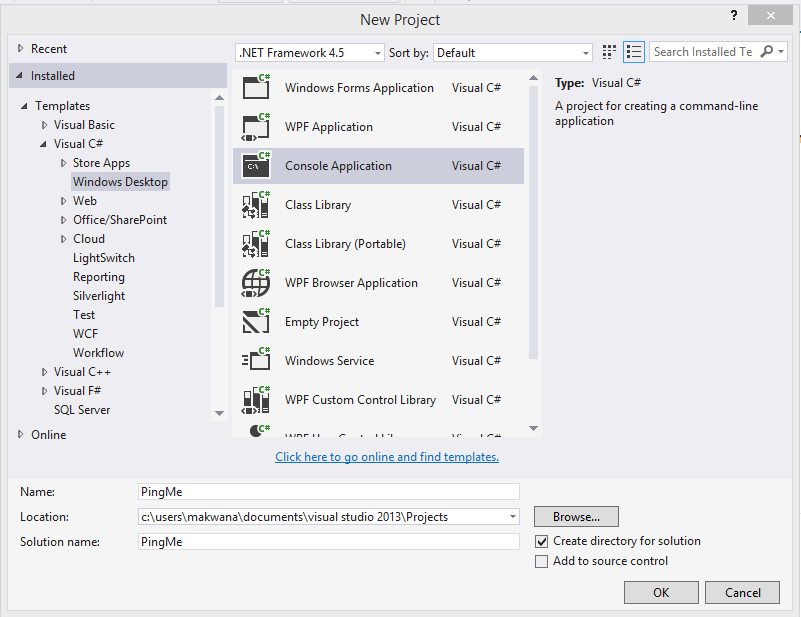 New Project
?
Recent
Installed
Templates
Visual Basic
Visual C#
Store Apps
Windows Desktop
Web
Office/SharePoint
Cloud
LightSwitch
Reporting
Silverlight
Test
WCF
Workflow
Visual C++
Visual F#
SQL Server
Online
.NET Framework 4.5 Sort by: Default Search Installed Te
Windows Forms Application Visual C#
WPF Application Visual C#
Console Application Visual C#
Class Library Visual C#
Class Library (Portable) Visual C#
WPF Browser Application Visual C#
Empty Project Visual C#
Windows Service Visual C#
WPF Custom Control Library Visual C#
Click here to go online and find templates.
Type: Visual C#
A project for creating a command-line
application
Name: PingMe
Location: c:\users\makwana\documents\visual studio 2013\Projects Browse...
Solution name: PingMe
Create directory for solution
Add to source control
OK Cancel